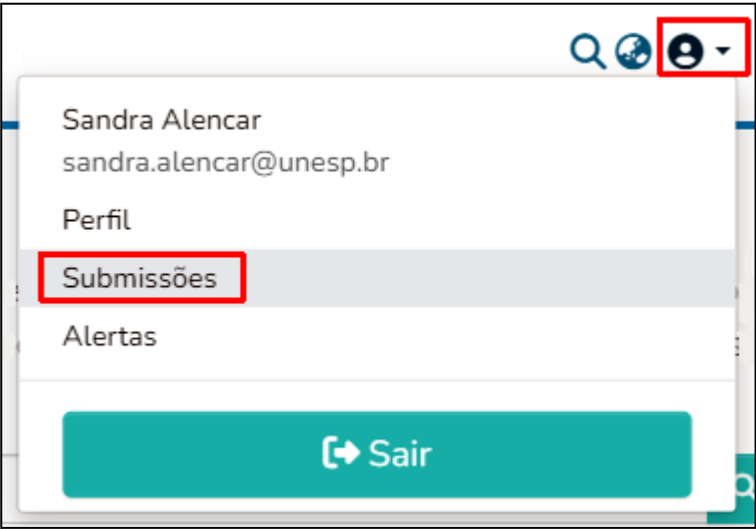 Sandra Alencar
sandra.alencar@unesp.br
Perfil
Submissões
Alertas
Sair